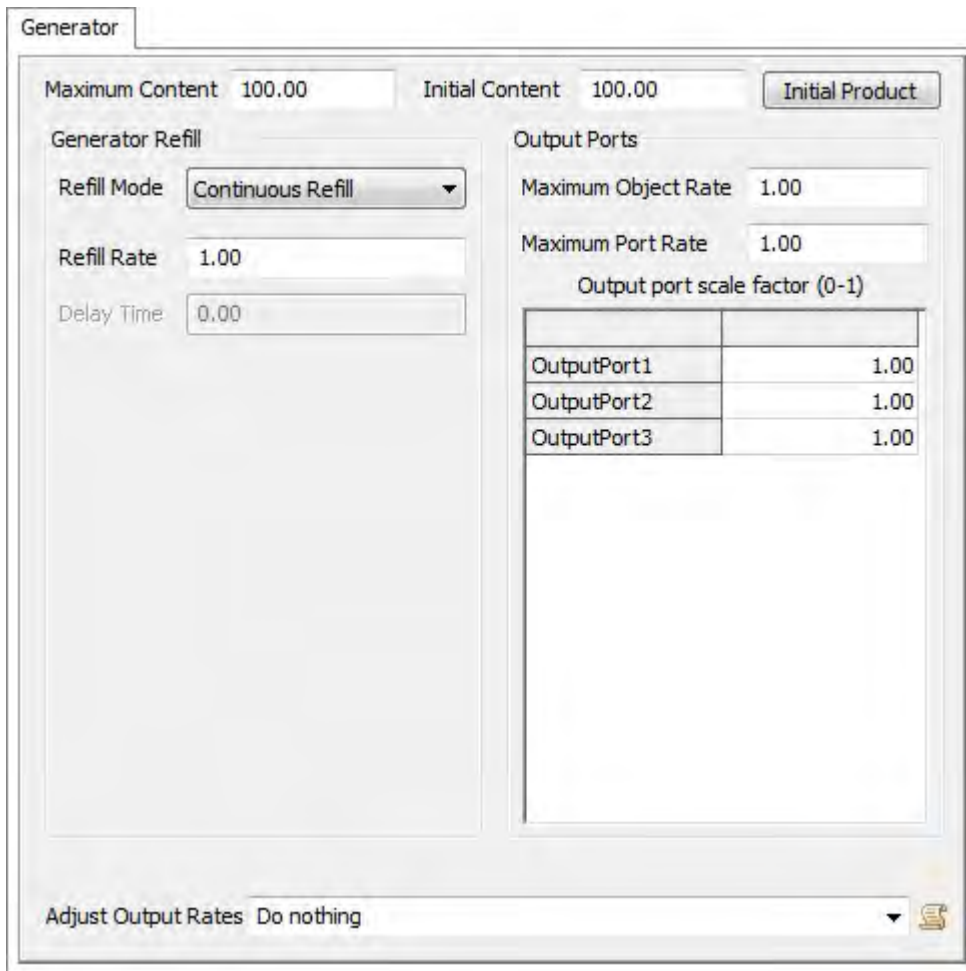 Generator
Maximum Content 100.00 Initial Content 100.00 Initial Product
Generator Refill
Refill Mode Continuous Refill
Refill Rate 1.00
Delay Time 0.00
Output Ports
Maximum Object Rate 1.00
Maximum Port Rate 1.00
Output port scale factor (0-1)
OutputPort1 1.00
OutputPort2 1.00
OutputPort3 1.00
Adjust Output Rates Do nothing